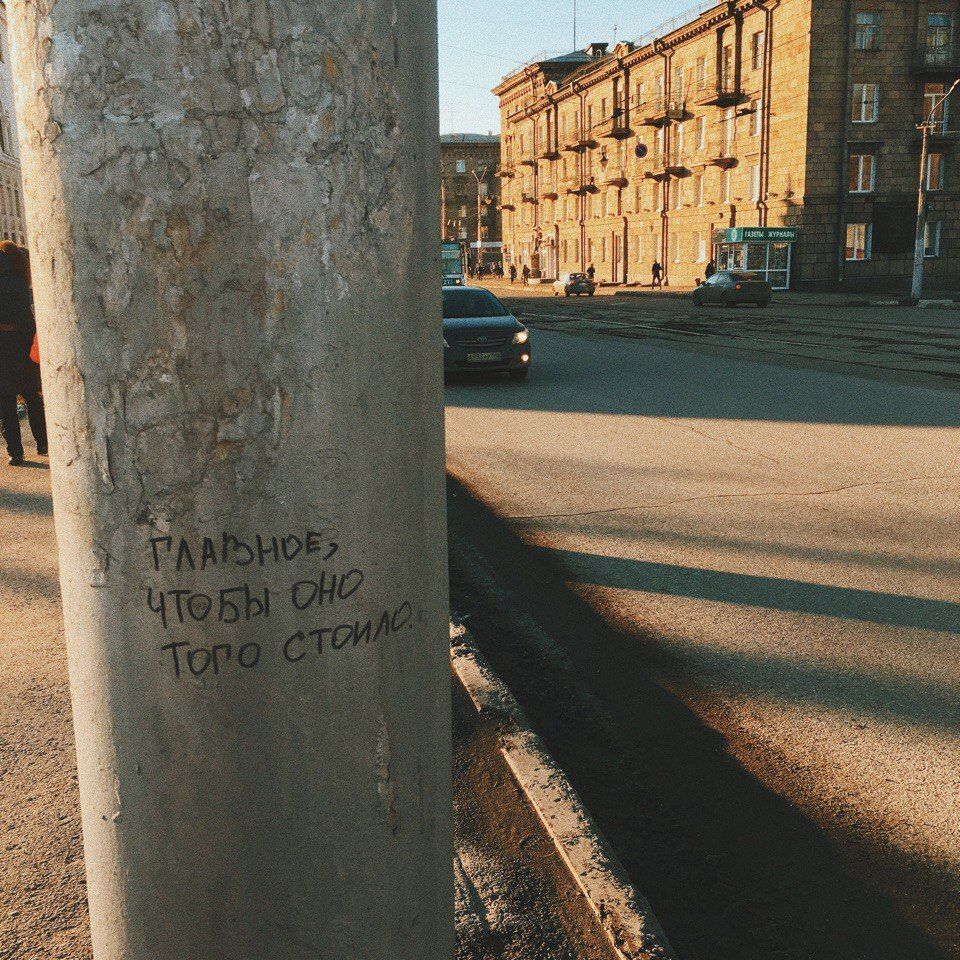 ГЛАВНОЕ,
ЧТОБЫ ОНО
ТОГО СТОИЛО.
ГАЗЕТЫ ЖУРНАЛЫ